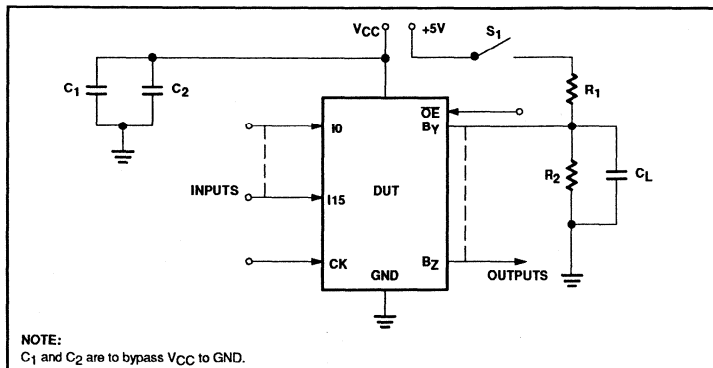 VCC +5V S1
C1 C2 R1
OE
I0 BY
INPUTS DUT R2 CL
I15
CK BZ
GND OUTPUTS
NOTE:
C1 and C2 are to bypass VCC to GND.